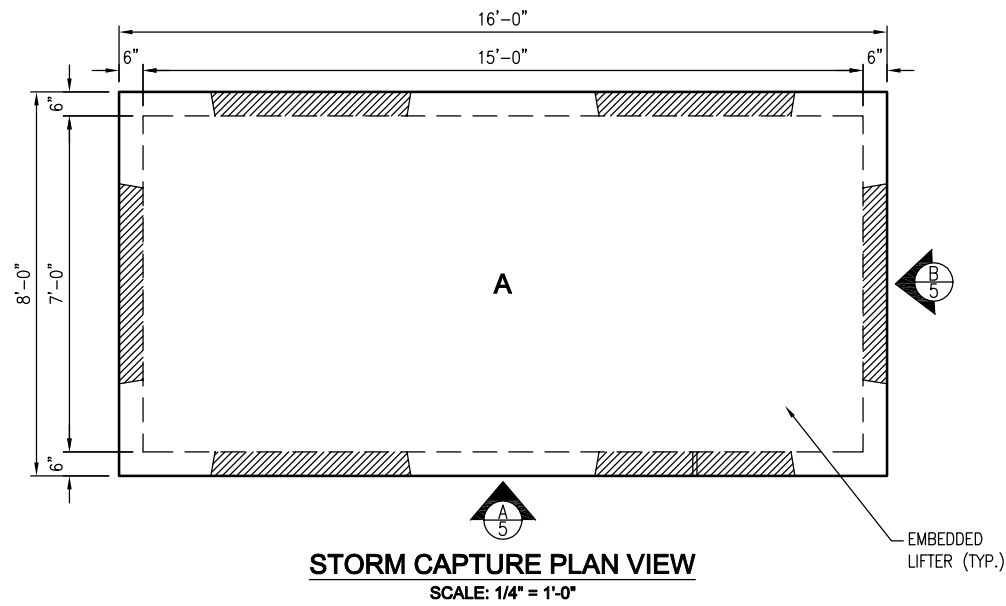 16'-0"
6" 15'-0" 6"
6"
8'-0"
7'-0"
A
B
5
6"
A
5
EMBEDDED
LIFTER (TYP.)
STORM CAPTURE PLAN VIEW
SCALE: 1/4" = 1'-0"